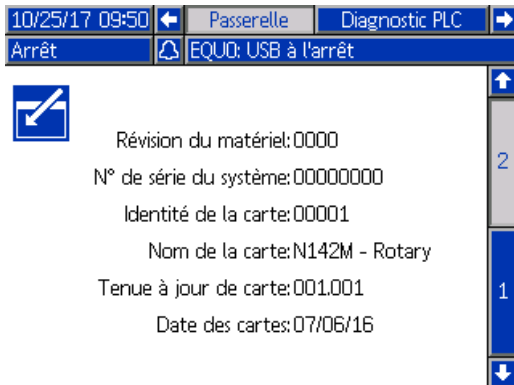 10/25/17 09:50 Passerelle Diagnostic PLC
Arrêt EQU0: USB à l'arrêt
Révision du matériel: 0000
N° de série du système: 00000000
2
Identité de la carte: 00001
Nom de la carte: N142M - Rotary
Tenue à jour de carte: 001.001
1
Date des cartes: 07/06/16